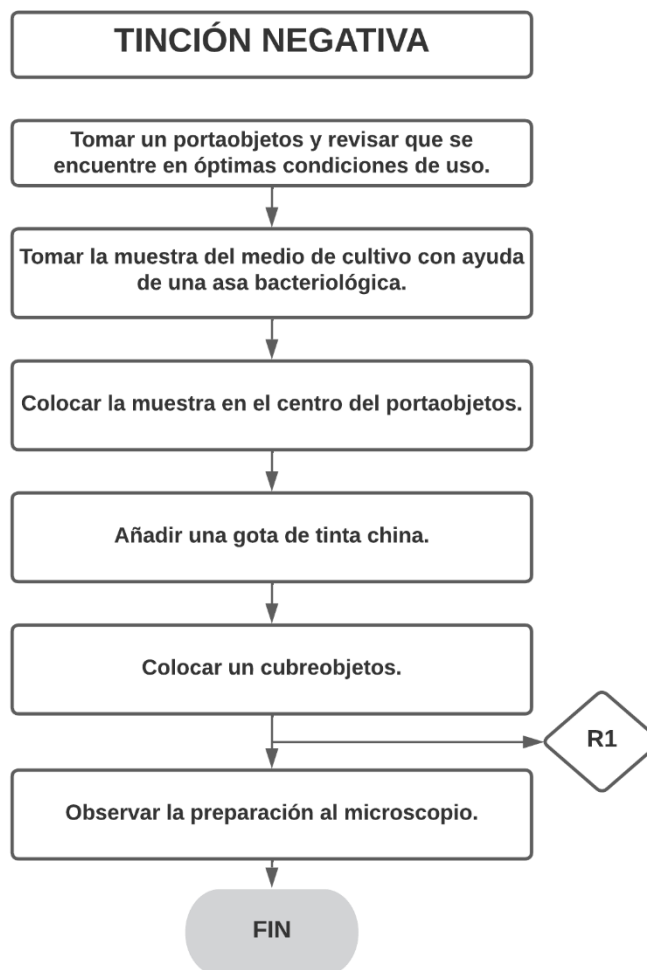 TINCIÓN NEGATIVA
Tomar un portaobjetos y revisar que se
encuentre en óptimas condiciones de uso.
Tomar la muestra del medio de cultivo con ayuda
de una asa bacteriológica.
Colocar la muestra en el centro del portaobjetos.
Añadir una gota de tinta china.
Colocar un cubreobjetos.
R1
Observar la preparación al microscopio.
FIN